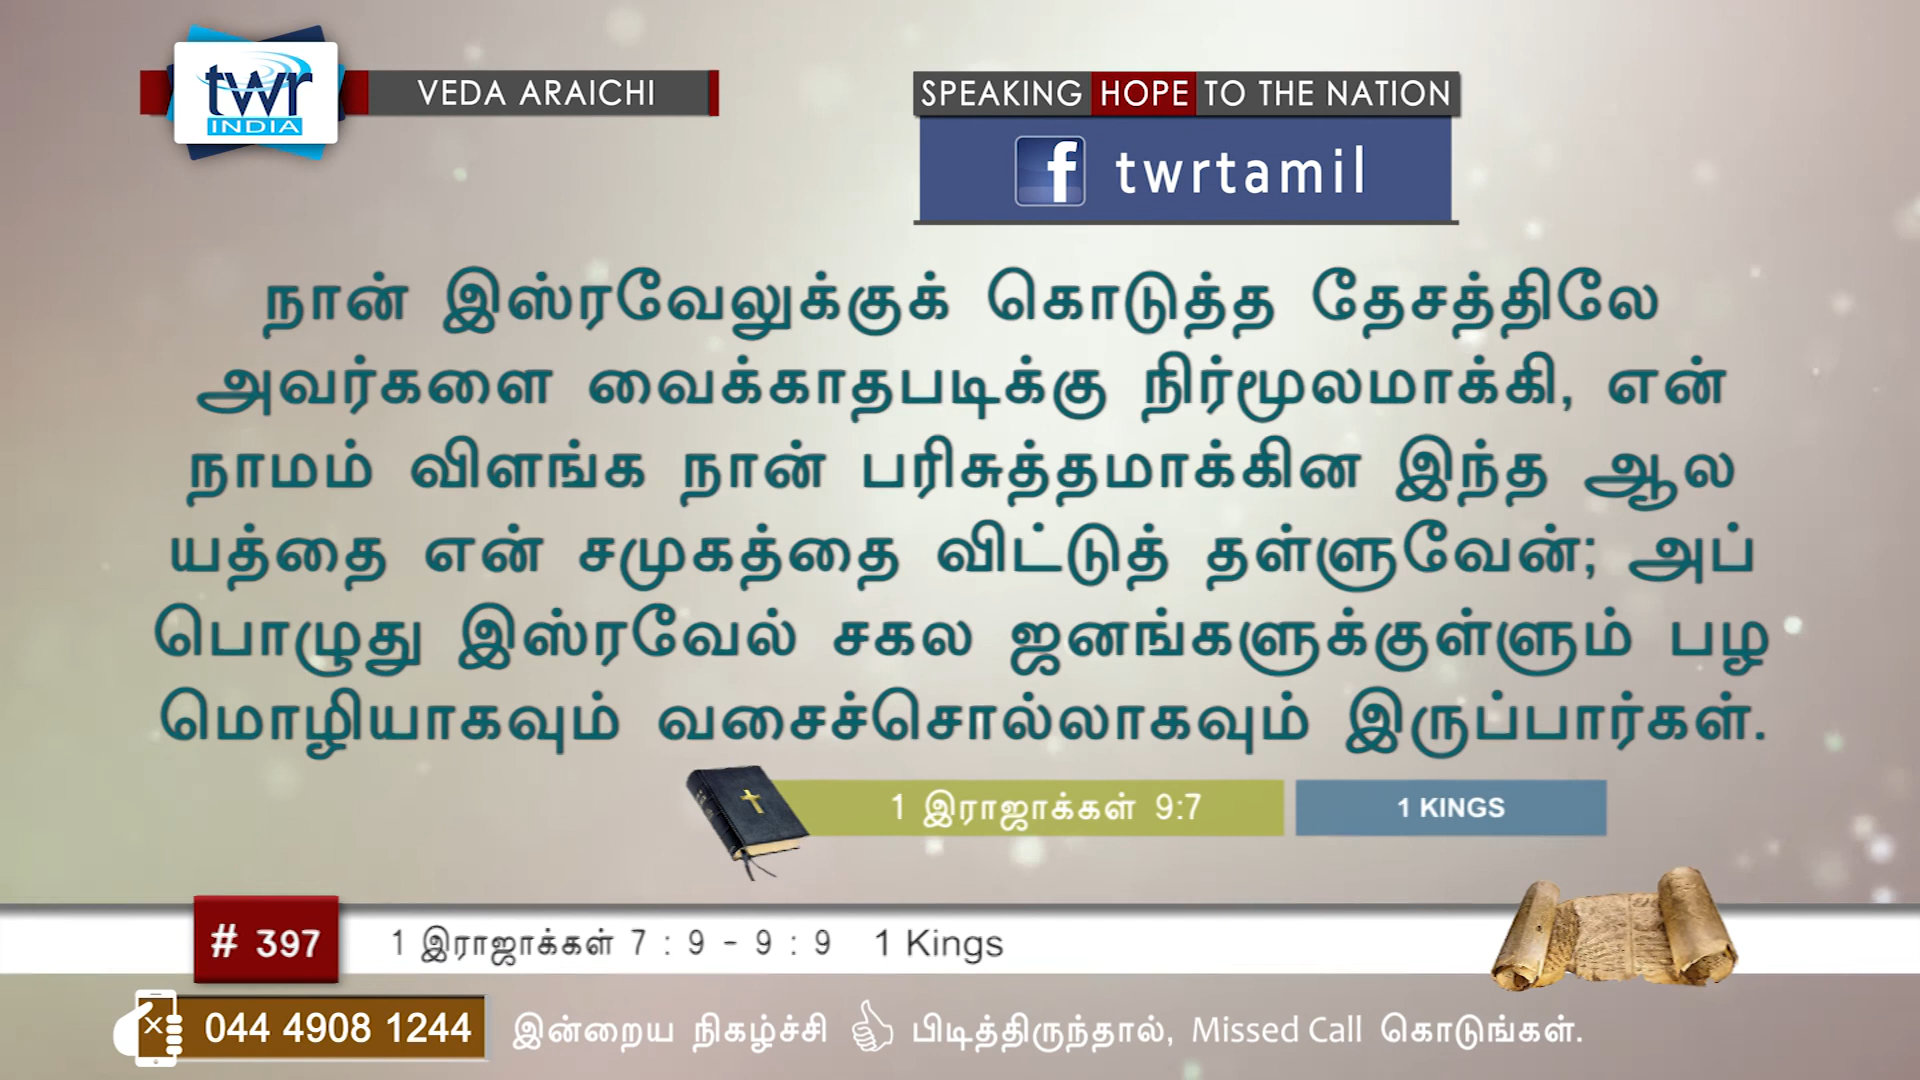 twr
INDIA
VEDA ARAICHI
SPEAKING HOPE TO THE NATION
f twrtamil
நான் இஸ்ரவேலுக்குக் கொடுத்த தேசத்திலே
அவர்களை வைக்காதபடிக்கு நிர்மூலமாக்கி, என்
நாமம் விளங்க நான் பரிசுத்தமாக்கின இந்த ஆல
யத்தை என் சமுகத்தை விட்டுத் தள்ளுவேன்; அப்
பொழுது இஸ்ரவேல் சகல ஜனங்களுக்குள்ளும் பழ
மொழியாகவும் வசைச்சொல்லாகவும் இருப்பார்கள்.
1 இராஜாக்கள் 9:7
1 KINGS
# 397
1 இராஜாக்கள் 7 : 9 - 9 : 9 1 Kings
044 4908 1244
இன்றைய நிகழ்ச்சி பிடித்திருந்தால், Missed Call கொடுங்கள்.